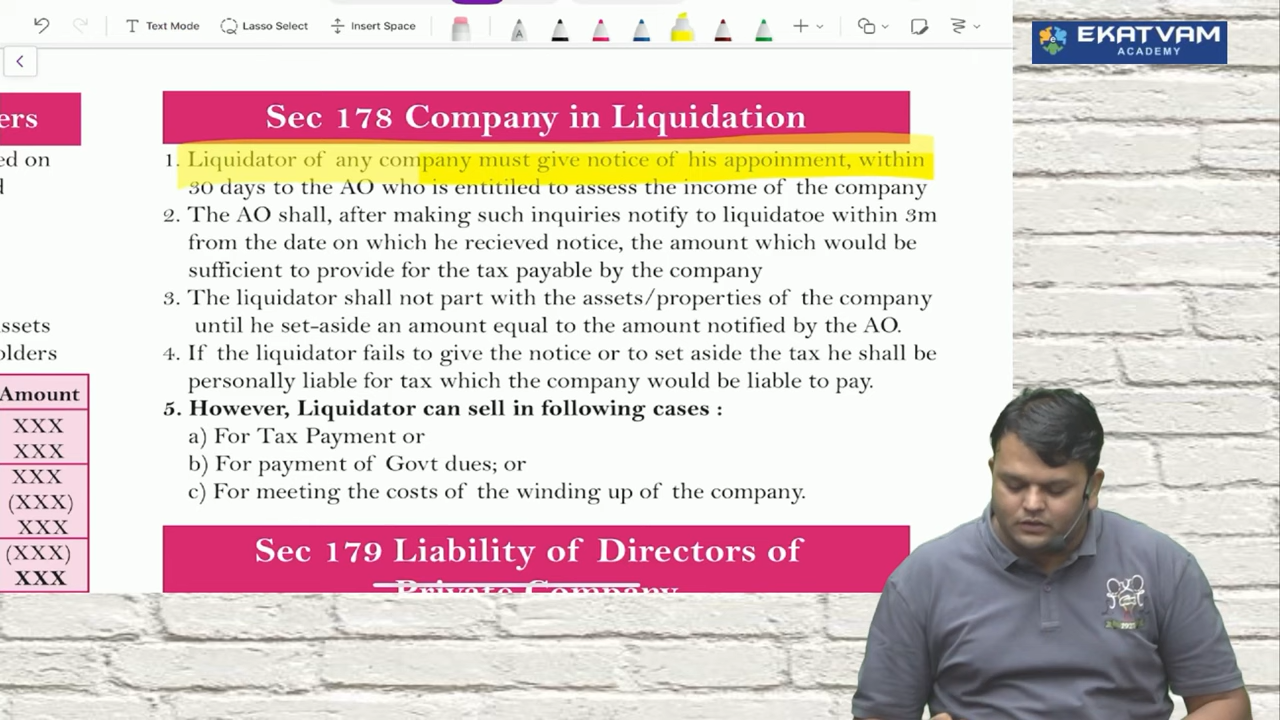 Text Mode
Lasso Select
Insert Space
A
EKATVAM
ACADEMY
ers
ed on
d
ssets
olders
Amount
XXX
XXX
XXX
(XXX)
XXX
(XXX)
XXX
Sec 178 Company in Liquidation
1. Liquidator of any company must give notice of his appoinment, within
30 days to the AO who is entitiled to assess the income of the company
2. The AO shall, after making such inquiries notify to liquidatoe within 3m
from the date on which he recieved notice, the amount which would be
sufficient to provide for the tax payable by the company
3. The liquidator shall not part with the assets/properties of the company
until he set-aside an amount equal to the amount notified by the AO.
4. If the liquidator fails to give the notice or to set aside the tax he shall be
personally liable for tax which the company would be liable to pay.
5. However, Liquidator can sell in following cases :
a) For Tax Payment or
b) For payment of Govt dues; or
c) For meeting the costs of the winding up of the company.
Sec 179 Liability of Directors of
Private Company